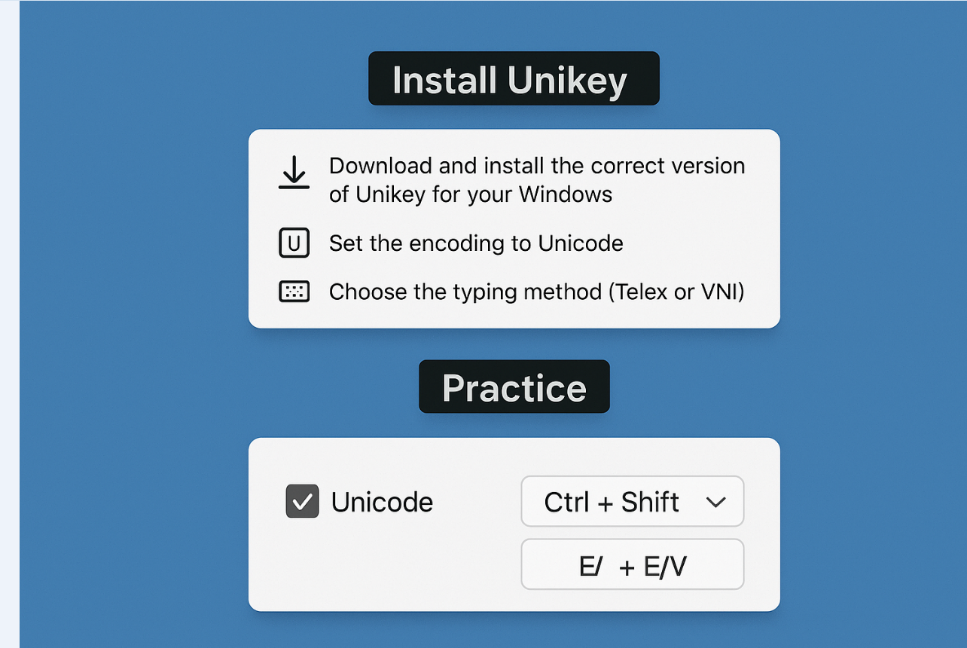 Install Unikey
Download and install the correct version
of Unikey for your Windows
U
Set the encoding to Unicode
Choose the typing method (Telex or VNI)
Practice
Unicode
Ctrl + Shift
E/ + E/V